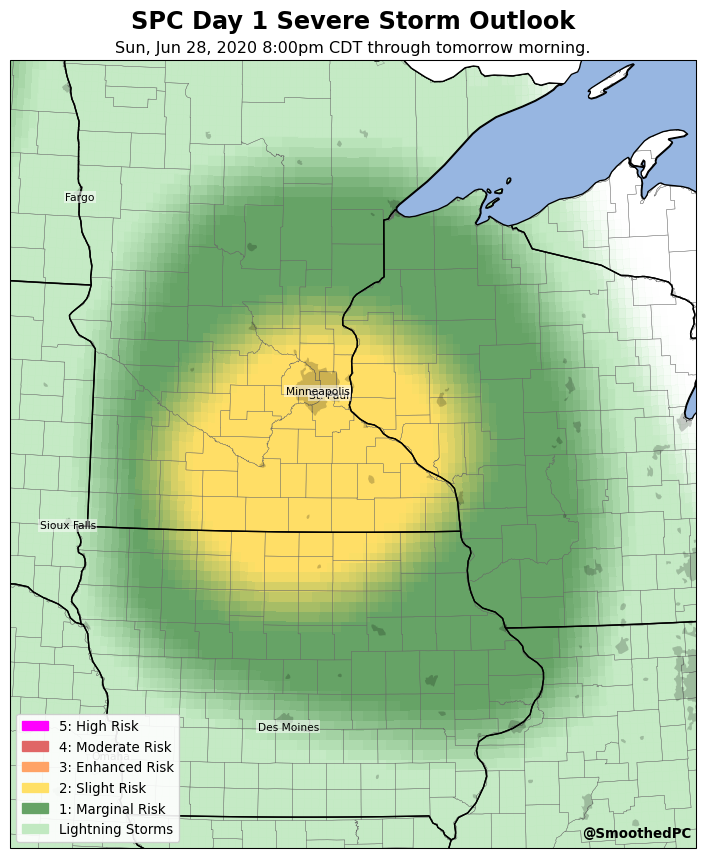 SPC Day 1 Severe Storm Outlook
Sun, Jun 28, 2020 8:00pm CDT through tomorrow morning.
Fargo
Minneapolis
St. Paul
Sioux Falls
Des Moines
5: High Risk
4: Moderate Risk
3: Enhanced Risk
2: Slight Risk
1: Marginal Risk
Lightning Storms
@SmoothedPC